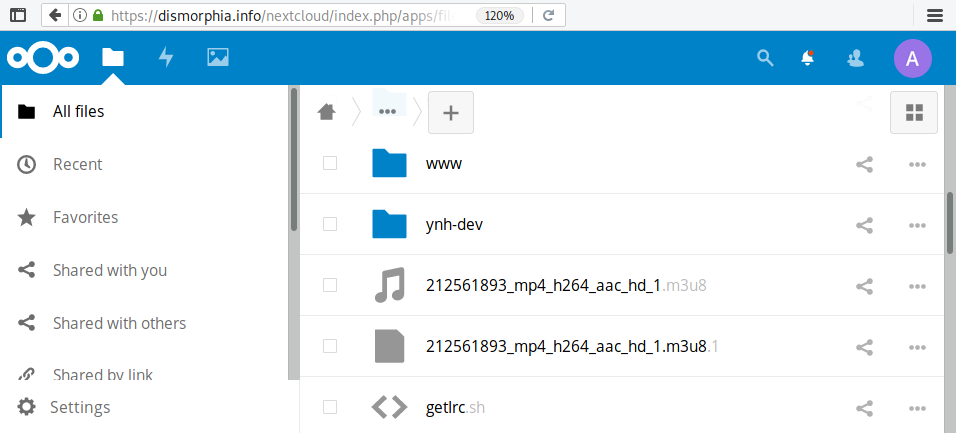 https://dismorphia.info/nextcloud/index.php/apps/fil
120%
A
All files
Recent
Favorites
Shared with you
Shared with others
Shared by link
Settings
www
ynh-dev
212561893_mp4_h264_aac_hd_1.m3u8
212561893_mp4_h264_aac_hd_1.m3u8.1
getlrc.sh